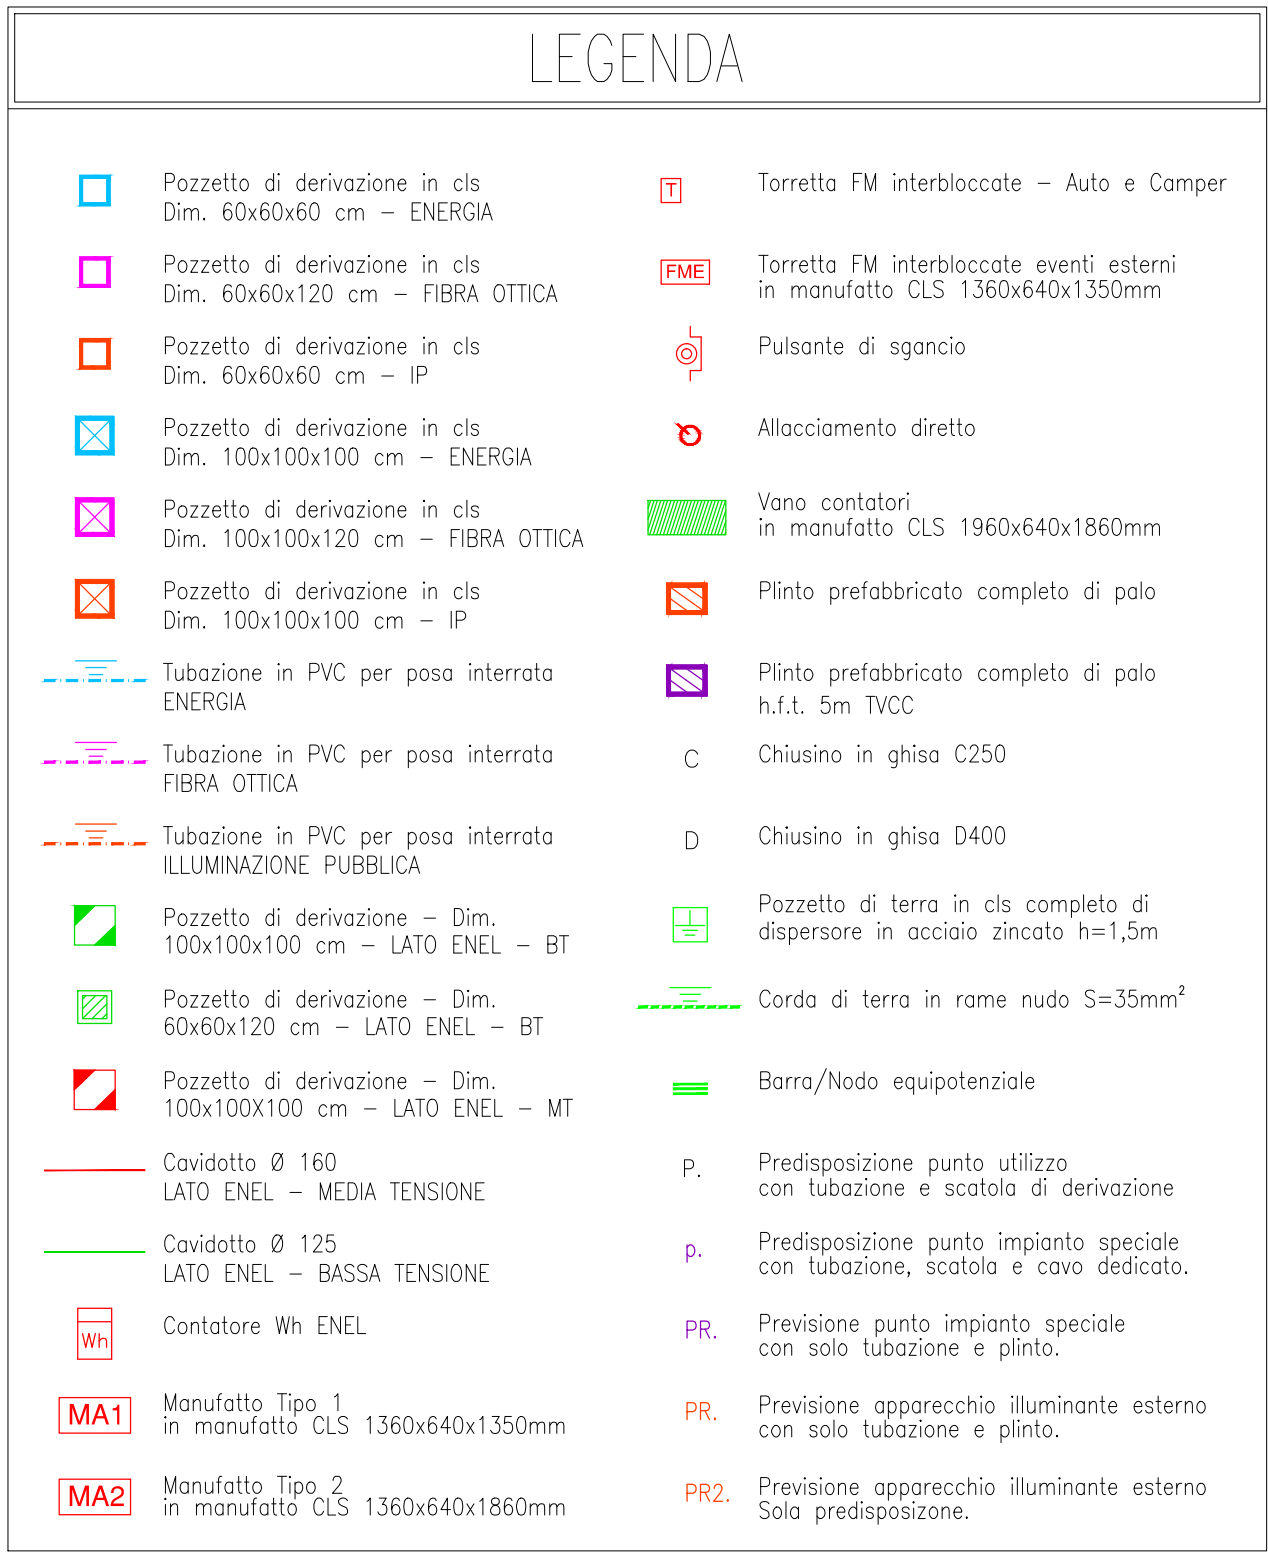 LEGENDA
Pozzetto di derivazione in cls
Dim. 60x60x60 cm – ENERGIA
Pozzetto di derivazione in cls
Dim. 60x60x120 cm – FIBRA OTTICA
Pozzetto di derivazione in cls
Dim. 60x60x60 cm – IP
Pozzetto di derivazione in cls
Dim. 100x100x100 cm – ENERGIA
Pozzetto di derivazione in cls
Dim. 100x100x120 cm – FIBRA OTTICA
Pozzetto di derivazione in cls
Dim. 100x100x100 cm – IP
Tubazione in PVC per posa interrata
ENERGIA
Tubazione in PVC per posa interrata
FIBRA OTTICA
Tubazione in PVC per posa interrata
ILLUMINAZIONE PUBBLICA
Pozzetto di derivazione – Dim.
100x100x100 cm – LATO ENEL – BT
Pozzetto di derivazione – Dim.
60x60x120 cm – LATO ENEL – BT
Pozzetto di derivazione – Dim.
100x100X100 cm – LATO ENEL – MT
Cavidotto Ø 160
LATO ENEL – MEDIA TENSIONE
Cavidotto Ø 125
LATO ENEL – BASSA TENSIONE
Wh Contatore Wh ENEL
MA1 Manufatto Tipo 1
in manufatto CLS 1360x640x1350mm
MA2 Manufatto Tipo 2
in manufatto CLS 1360x640x1860mm
T Torretta FM interbloccate – Auto e Camper
FME Torretta FM interbloccate eventi esterni
in manufatto CLS 1360x640x1350mm
Pulsante di sgancio
Allacciamento diretto
Vano contatori
in manufatto CLS 1960x640x1860mm
Plinto prefabbricato completo di palo
Plinto prefabbricato completo di palo
h.f.t. 5m TVCC
C Chiusino in ghisa C250
D Chiusino in ghisa D400
Pozzetto di terra in cls completo di
dispersore in acciaio zincato h=1,5m
Corda di terra in rame nudo S=35mm²
Barra/Nodo equipotenziale
P. Predisposizione punto utilizzo
con tubazione e scatola di derivazione
p. Predisposizione punto impianto speciale
con tubazione, scatola e cavo dedicato.
PR. Previsione punto impianto speciale
con solo tubazione e plinto.
PR. Previsione apparecchio illuminante esterno
con solo tubazione e plinto.
PR2. Previsione apparecchio illuminante esterno
Sola predisposizone.